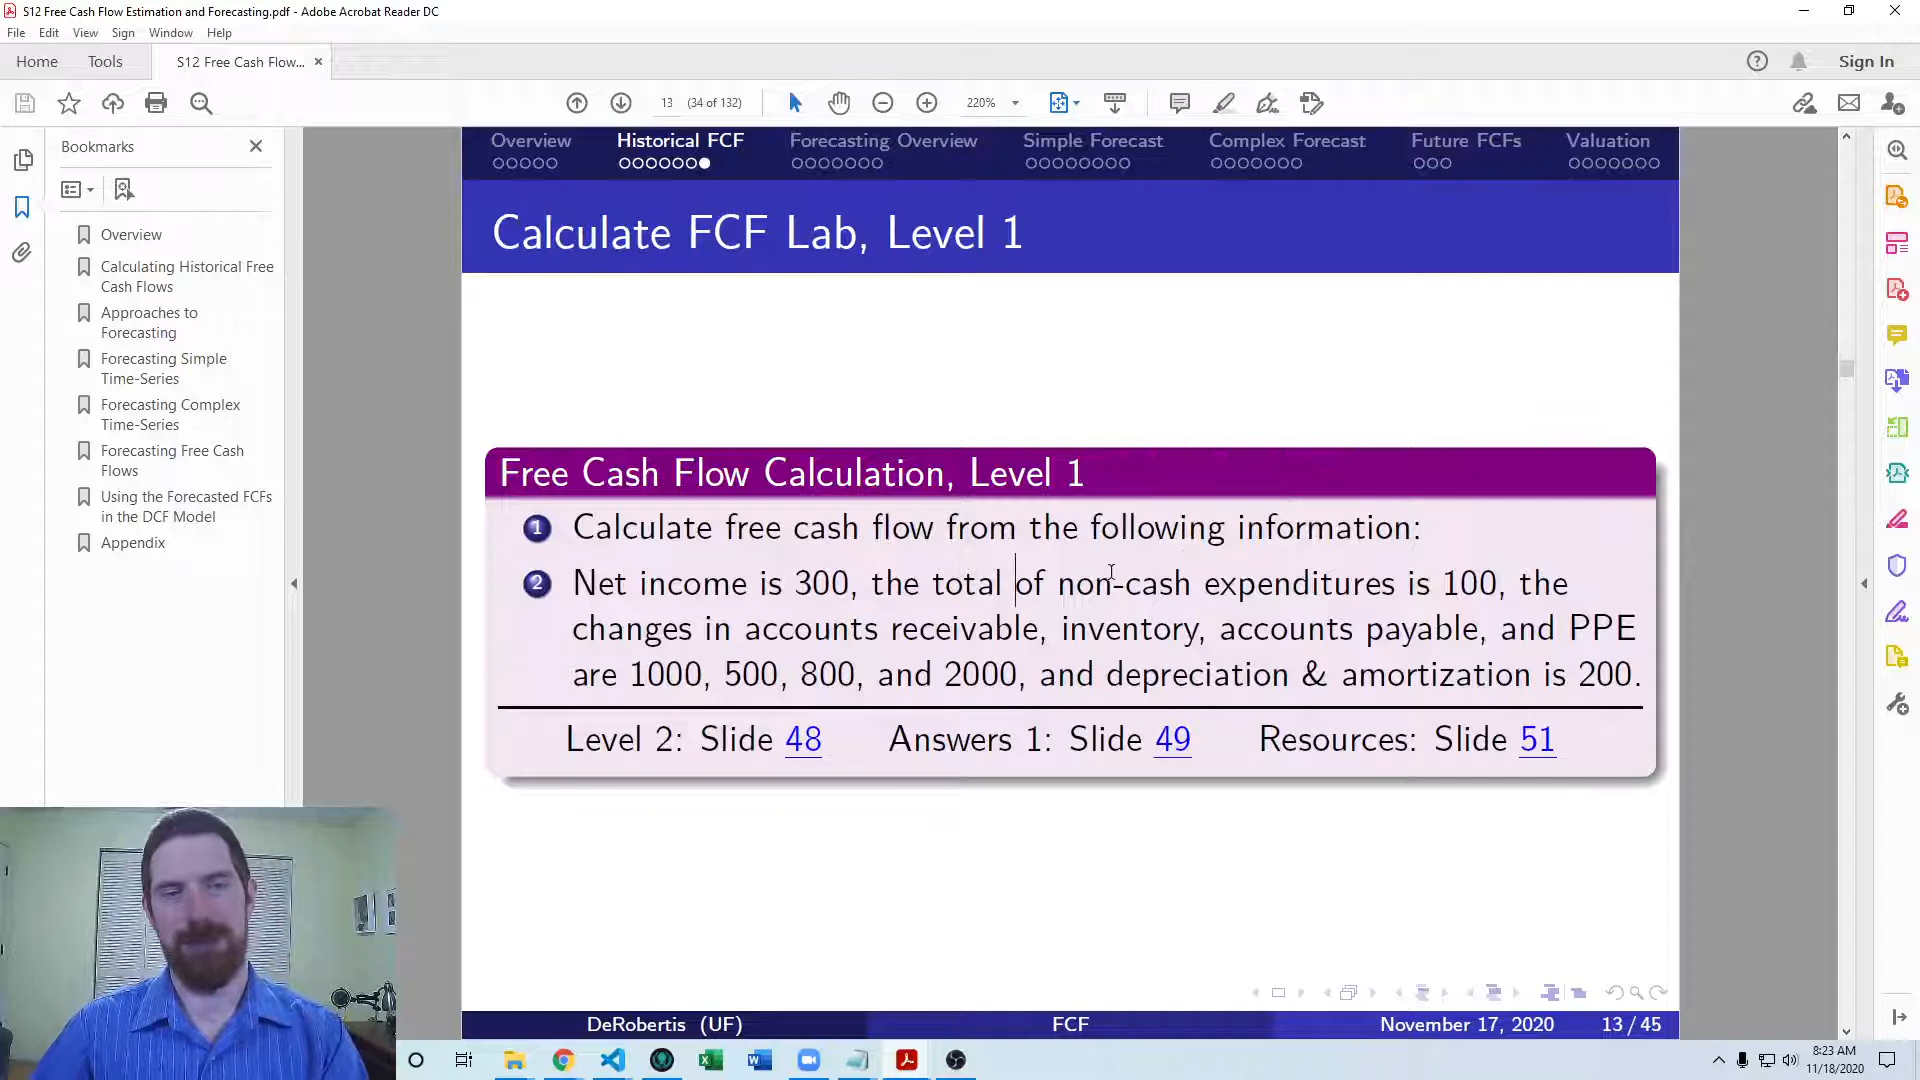 S12 Free Cash Flow Estimation and Forecasting.pdf - Adobe Acrobat Reader DC
File Edit View Sign Window Help
Home Tools S12 Free Cash Flow... × Sign In
13 (34 of 132) 220%
Bookmarks
Overview
Calculating Historical Free
Cash Flows
Approaches to
Forecasting
Forecasting Simple
Time-Series
Forecasting Complex
Time-Series
Forecasting Free Cash
Flows
Using the Forecasted FCFs
in the DCF Model
Appendix
Overview Historical FCF Forecasting Overview Simple Forecast Complex Forecast Future FCFs Valuation
Calculate FCF Lab, Level 1
Free Cash Flow Calculation, Level 1
1 Calculate free cash flow from the following information:
2 Net income is 300, the total of non-cash expenditures is 100, the
changes in accounts receivable, inventory, accounts payable, and PPE
are 1000, 500, 800, and 2000, and depreciation & amortization is 200.
Level 2: Slide 48 Answers 1: Slide 49 Resources: Slide 51
DeRobertis (UF) FCF November 17, 2020 13 / 45
8:23 AM
11/18/2020